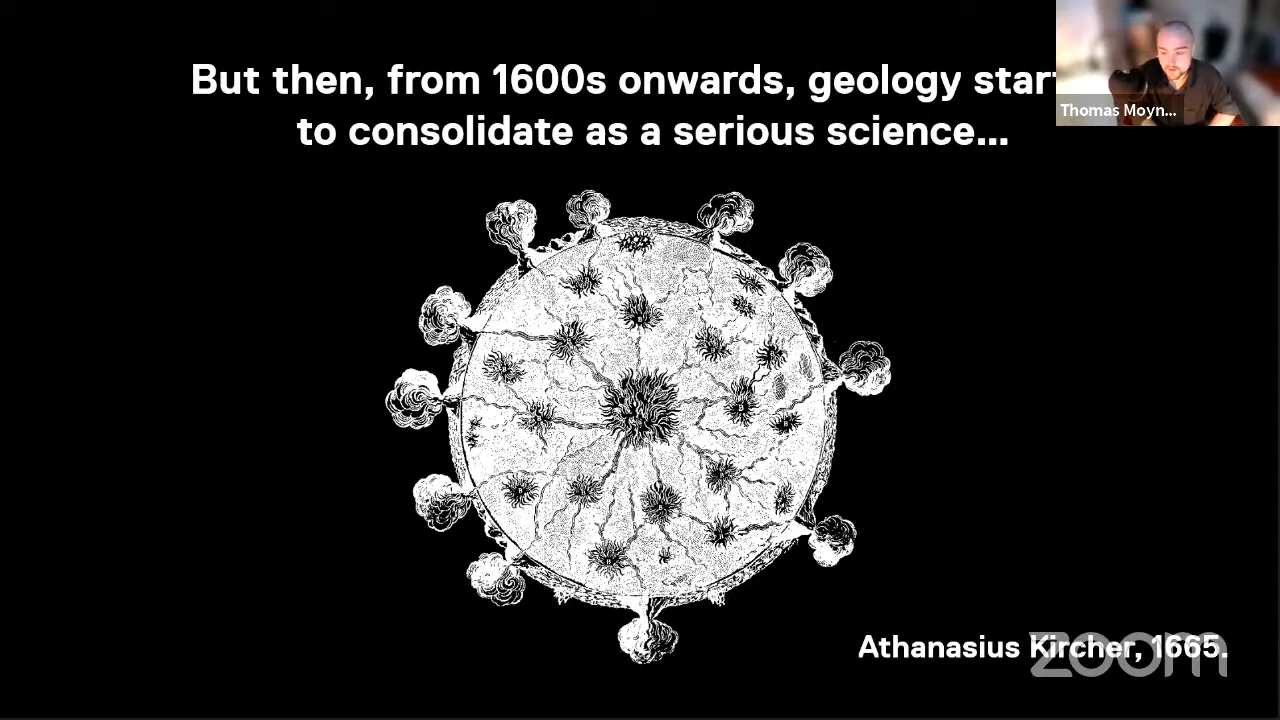 But then, from 1600s onwards, geology start
to consolidate as a serious science...
Thomas Moyn...
Athanasius Kircher, 1665.
zoom